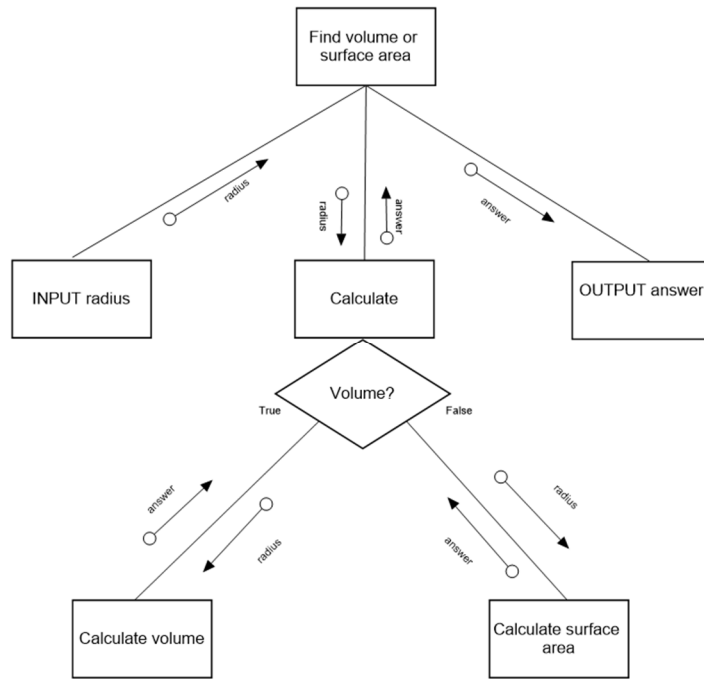 Find volume or
surface area
radius
radius
answer
answer
INPUT radius
Calculate
OUTPUT answer
Volume?
True
False
answer
radius
answer
radius
Calculate volume
Calculate surface
area